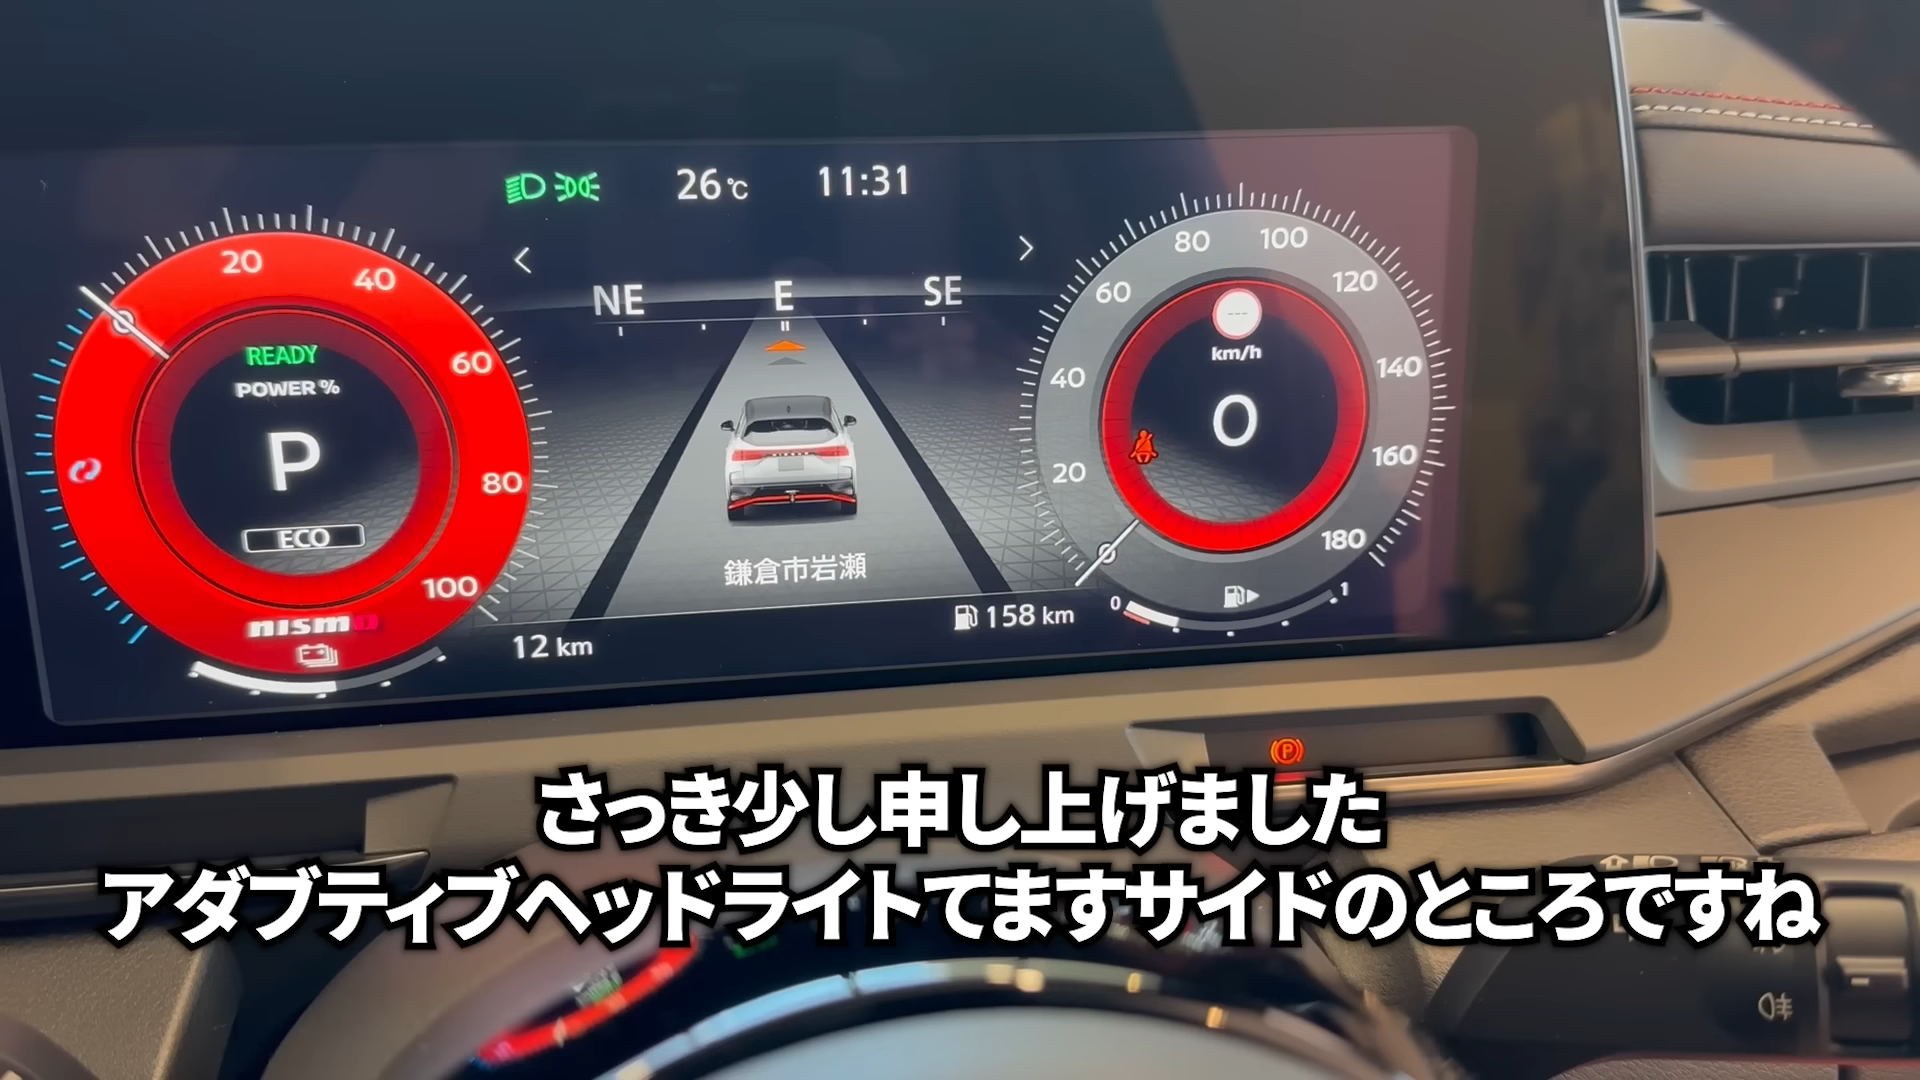 26℃
11:31
NE
E
SE
20
40
60
80
100
READY
POWER %
P
ECO
nismo
12 km
鎌倉市岩瀬
158 km
20
40
60
80
100
120
140
160
180
---
km/h
0
0
1
P
さっき少し申し上げました
アダブティブヘッドライトてますサイドのところですね